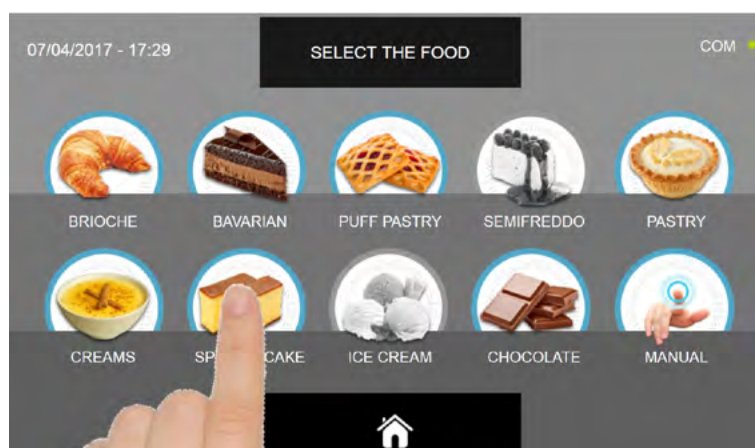 07/04/2017 - 17:29
SELECT THE FOOD
COM
BRIOCHE
BAVARIAN
PUFF PASTRY
SEMIFREDDO
PASTRY
CREAMS
CAKE
ICE CREAM
CHOCOLATE
MANUAL